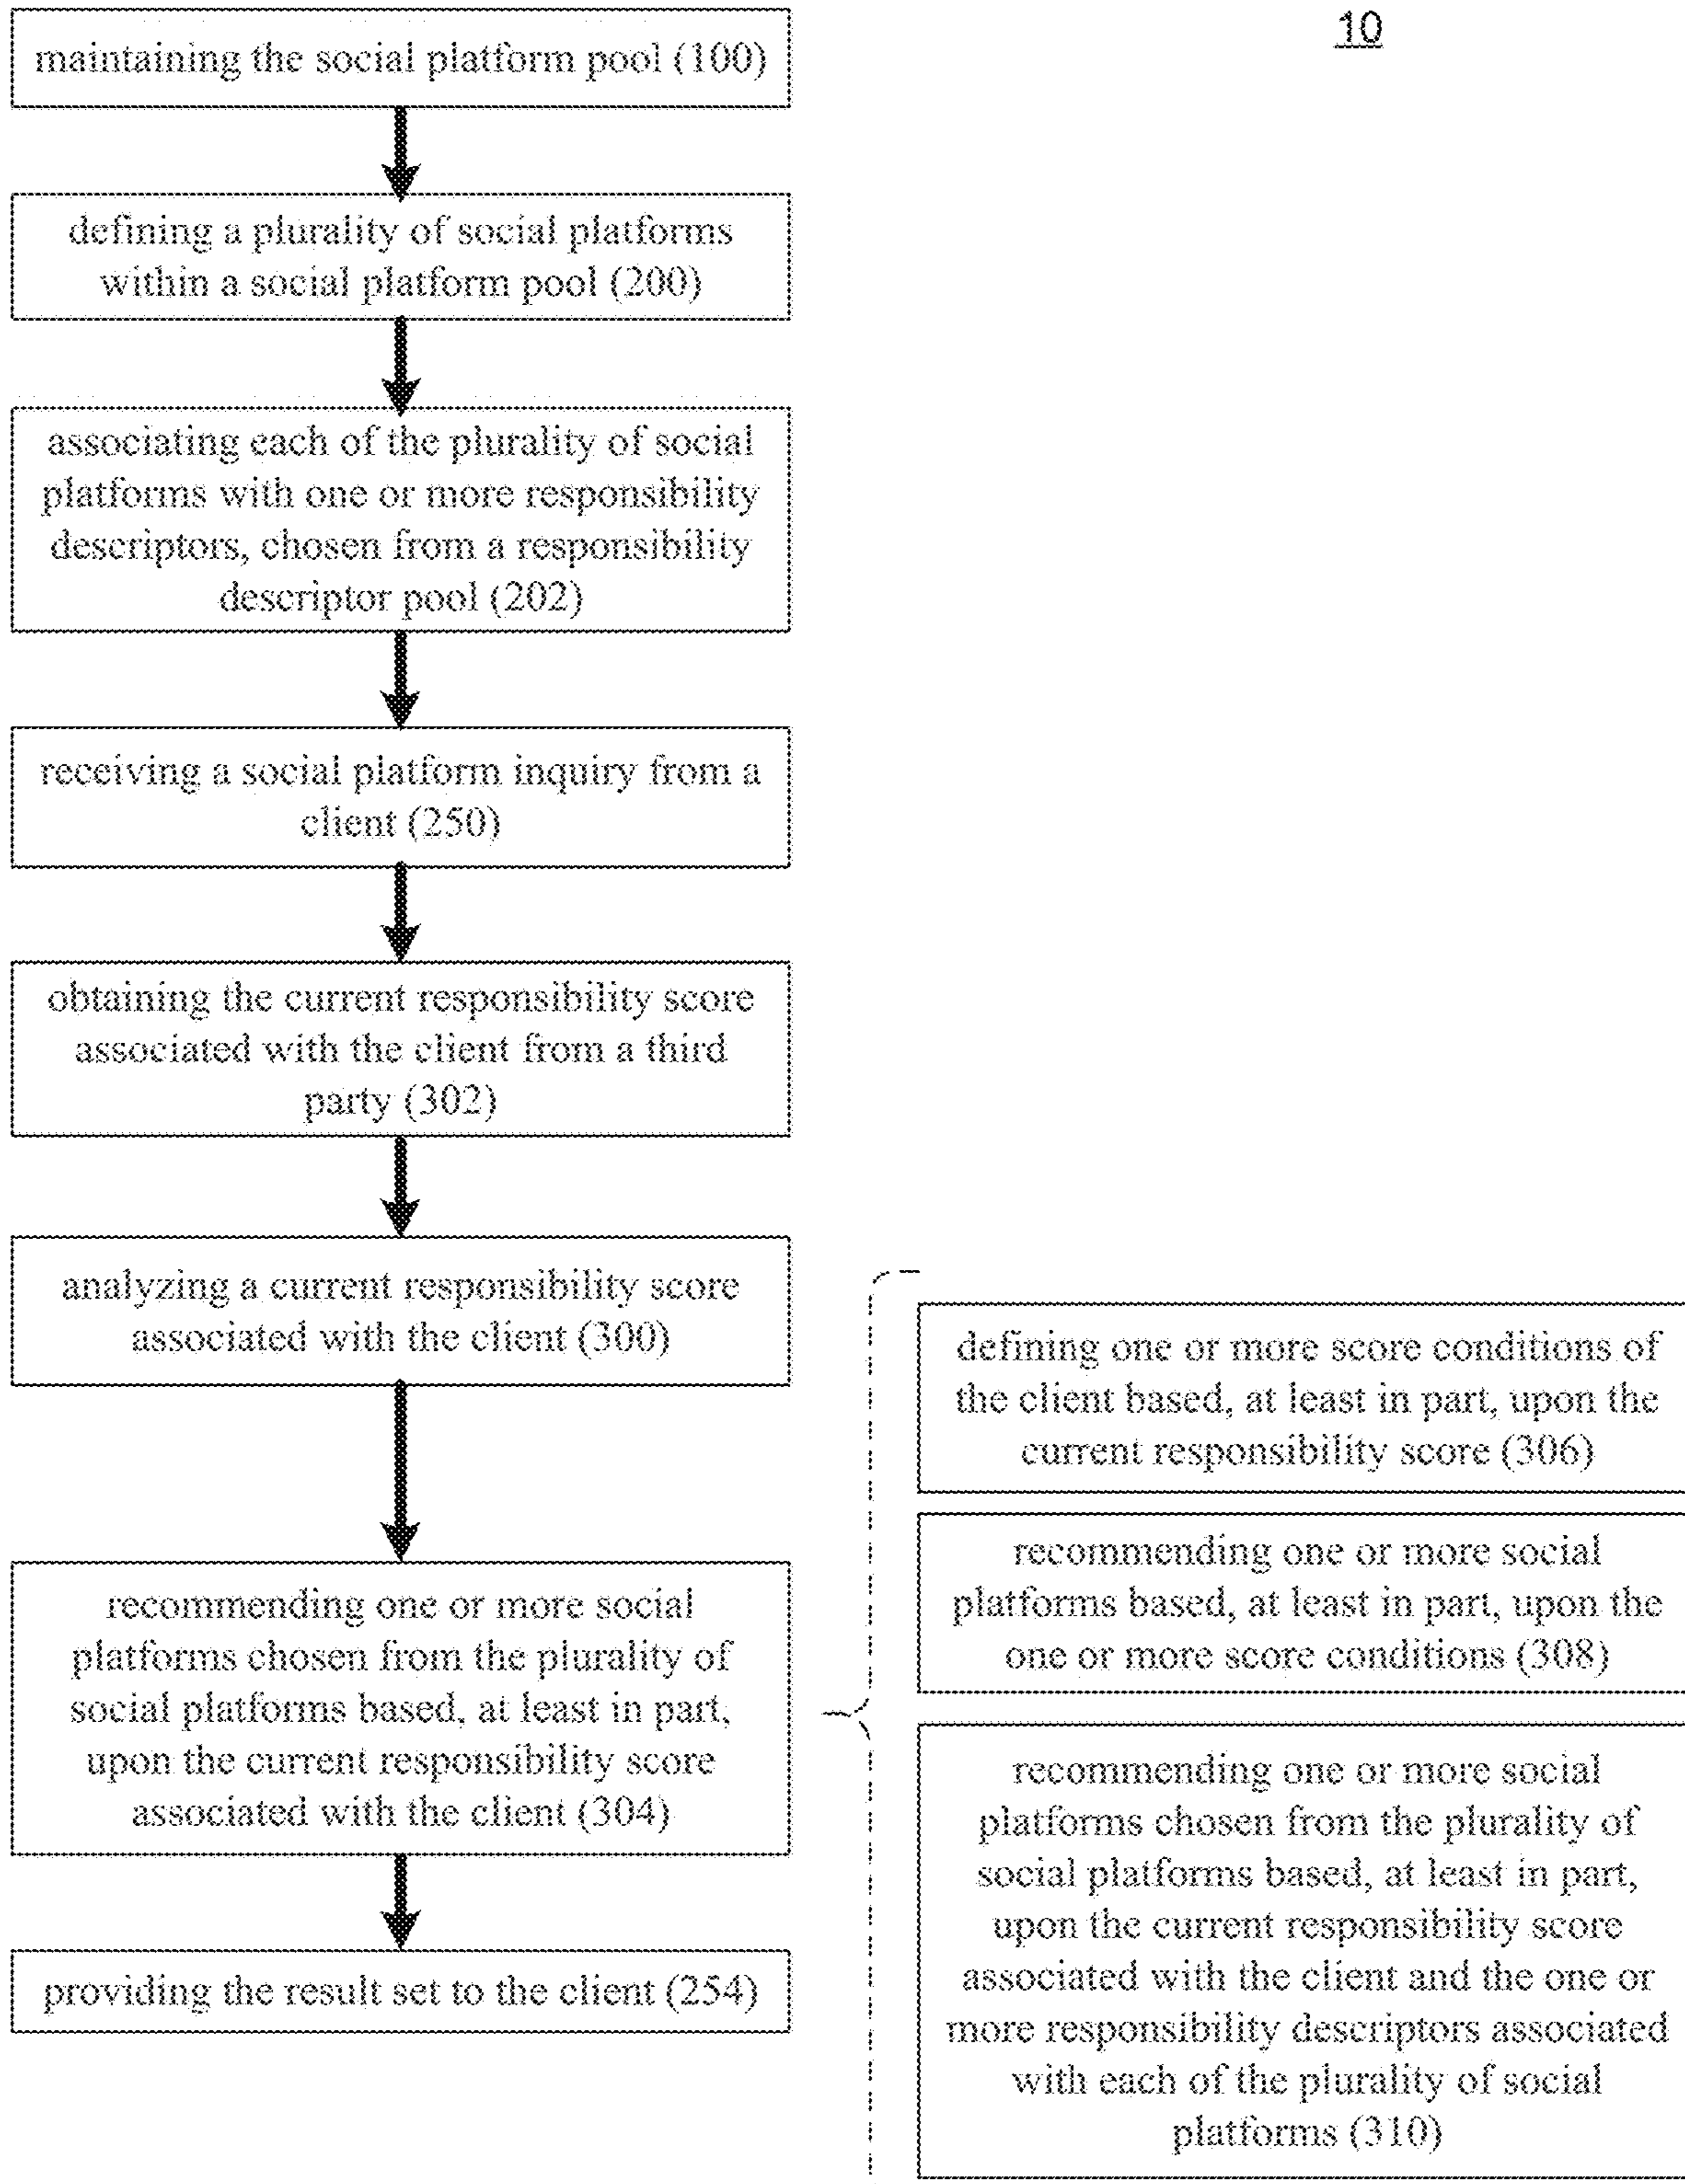 10
maintaining the social platform pool (100)
defining a plurality of social platforms
within a social platform pool (200)
associating each of the plurality of social
platforms with one or more responsibility
descriptors, chosen from a responsibility
descriptor pool (202)
receiving a social platform inquiry from a
client (250)
obtaining the current responsibility score
associated with the client from a third
party (302)
analyzing a current responsibility score
associated with the client (300)
recommending one or more social
platforms chosen from the plurality of
social platforms based, at least in part,
upon the current responsibility score
associated with the client (304)
providing the result set to the client (254)
defining one or more score conditions of
the client based, at least in part, upon the
current responsibility score (306)
recommending one or more social
platforms based, at least in part, upon the
one or more score conditions (308)
recommending one or more social
platforms chosen from the plurality of
social platforms based, at least in part,
upon the current responsibility score
associated with the client and the one or
more responsibility descriptors associated
with each of the plurality of social
platforms (310)